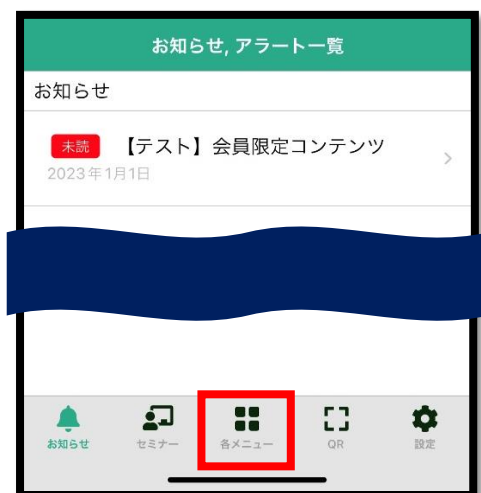 お知らせ, アラート一覧
お知らせ
未読 【テスト】会員限定コンテンツ
2023年1月1日
お知らせ セミナー 各メニュー QR 設定